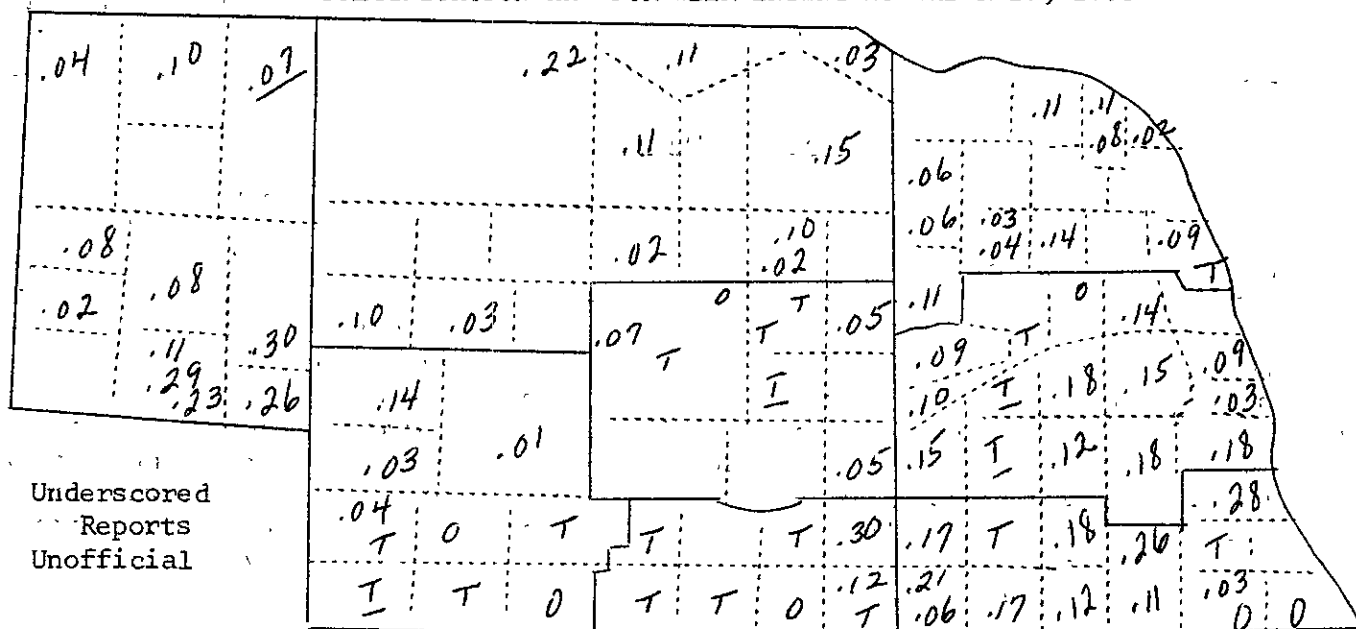 .04 .10 .07 .22 .11 .03
.11 .11
.08 .02
.11 .15
.06
.08 .02 .10 .06 .03 .14 .09
.02 .04
.02 .08 .10 .03 .07 0 T .05 .11 0 .14 T
T T
.11 .30 .09 T .09
.29 .14 T .10 T .18 .15 .03
.23 .26
.03 .01 .05 .15 T .12 .18 .18
Underscored
Reports
Unofficial
.04 0 T T T .30 .17 T .18 .26 .28
T T
T T 0 T T 0 .12 .21 .17 .12 .11 .03
T .06 0 0